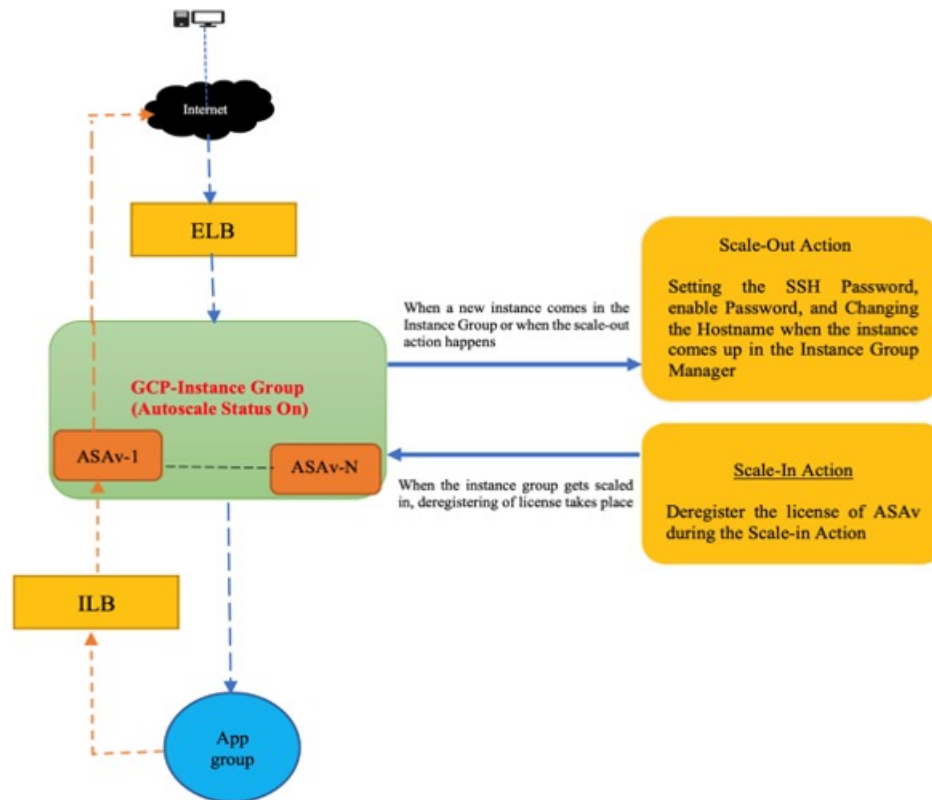 Internet
ELB
When a new instance comes in the
Instance Group or when the scale-out
action happens
Scale-Out Action
Setting the SSH Password,
enable Password, and Changing
the Hostname when the instance
comes up in the Instance Group
Manager
GCP-Instance Group
(Autoscale Status On)
ASAv-1
ASAv-N
When the instance group gets scaled
in, deregistering of license takes place
Scale-In Action
Deregister the license of ASAv
during the Scale-in Action
ILB
App
group